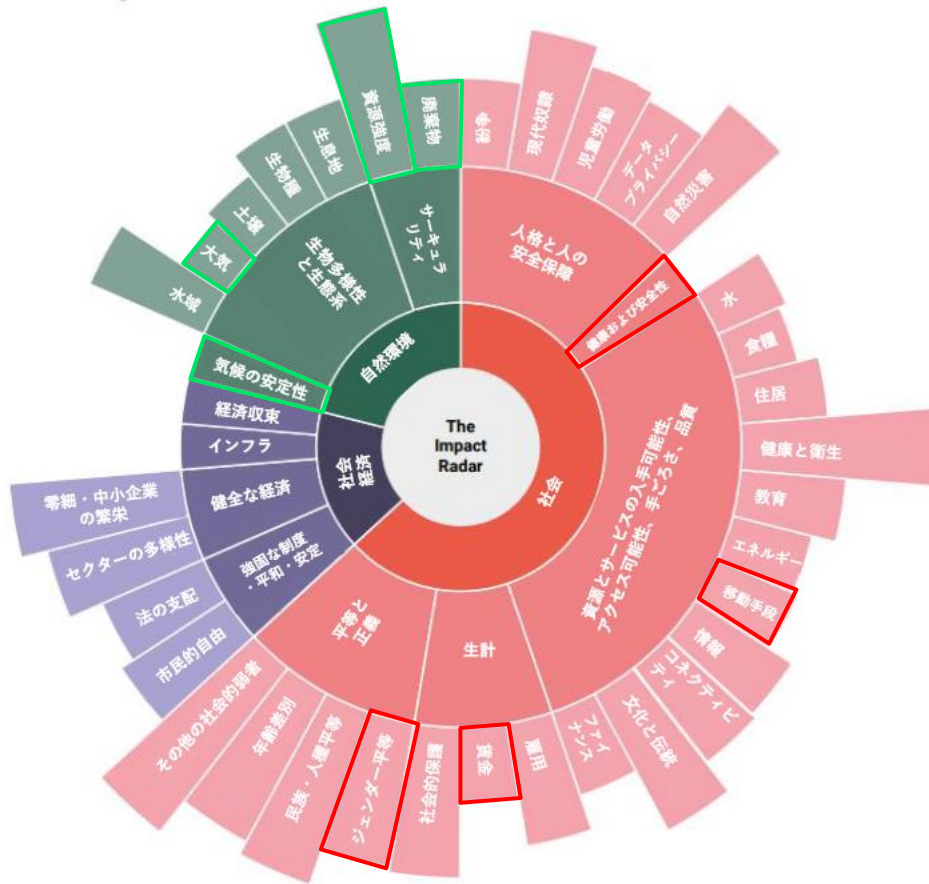 The
Impact
Radar
社会
人格と人の
安全保障
紛争
現代奴隷
児童労働
データ
プライバシー
自然災害
健康および安全性
資源とサービスの入手可能性、
アクセス可能性、手ごろさ、品質
水
食糧
住居
健康と衛生
教育
エネルギー
移動手段
情報
コネクティビ
ティ
文化と伝統
ファイ
ナンス
生計
雇用
賃金
社会的保護
平等と
正義
ジェンダー平等
民族・人種平等
年齢差別
その他の社会的弱者
社会
経済
強固な制度
・平和・安定
市民的自由
法の支配
健全な経済
セクターの多様性
零細・中小企業
の繁栄
インフラ
経済収束
自然環境
気候の安定性
生物多様性
と生態系
水域
大気
土壌
生物種
生息地
サーキュラ
リティ
資源強度
廃棄物